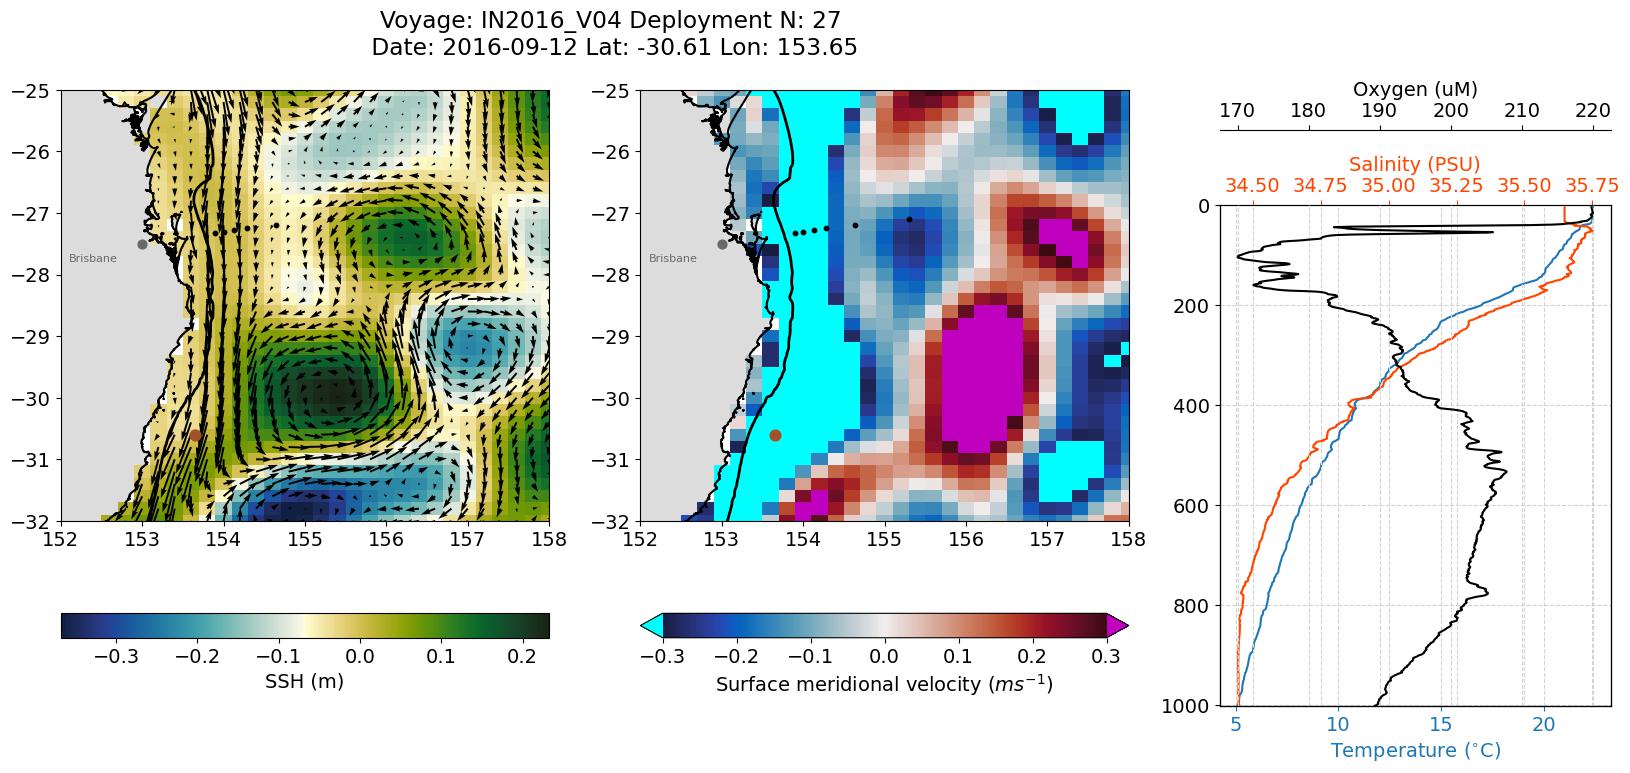 Voyage: IN2016_V04 Deployment N: 27
Date: 2016-09-12 Lat: -30.61 Lon: 153.65
−25
−26
−27
−28
−29
−30
−31
−32
152 153 154 155 156 157 158
Brisbane
−0.3 −0.2 −0.1 0.0 0.1 0.2
SSH (m)
−25
−26
−27
−28
−29
−30
−31
−32
152 153 154 155 156 157 158
Brisbane
−0.3 −0.2 −0.1 0.0 0.1 0.2 0.3
Surface meridional velocity (ms⁻¹)
Oxygen (uM)
170 180 190 200 210 220
Salinity (PSU)
34.50 34.75 35.00 35.25 35.50 35.75
0
200
400
600
800
1000
5 10 15 20
Temperature (°C)